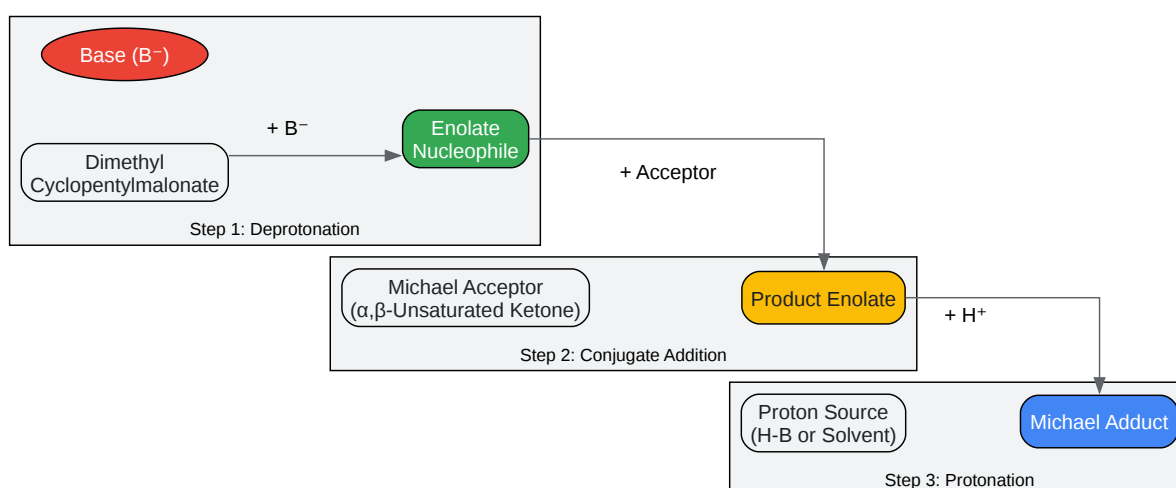 Base (B⁻)
+ B⁻
Enolate
Nucleophile
Dimethyl
Cyclopentylmalonate
Step 1: Deprotonation
+ Acceptor
Michael Acceptor
(α,β-Unsaturated Ketone)
Product Enolate
Step 2: Conjugate Addition
+ H⁺
Proton Source
(H-B or Solvent)
Michael Adduct
Step 3: Protonation